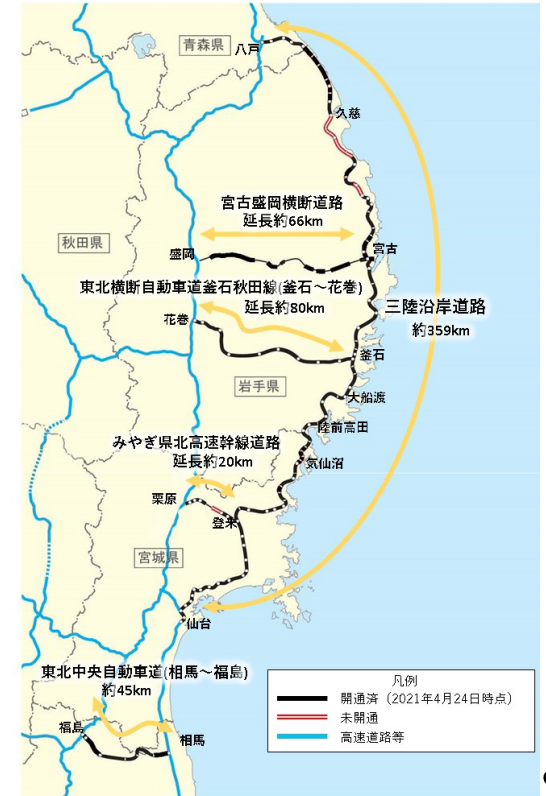 青森県
八戸
久慈
宮古盛岡横断道路
延長約66km
秋田県
盛岡
宮古
東北横断自動車道釜石秋田線(釜石～花巻)
延長約80km
三陸沿岸道路
約359km
花巻
釜石
岩手県
大船渡
陸前高田
みやぎ県北高速幹線道路
延長約20km
気仙沼
栗原
登米
宮城県
仙台
東北中央自動車道(相馬～福島)
約45km
福島
相馬
凡例
開通済（2021年4月24日時点）
未開通
高速道路等